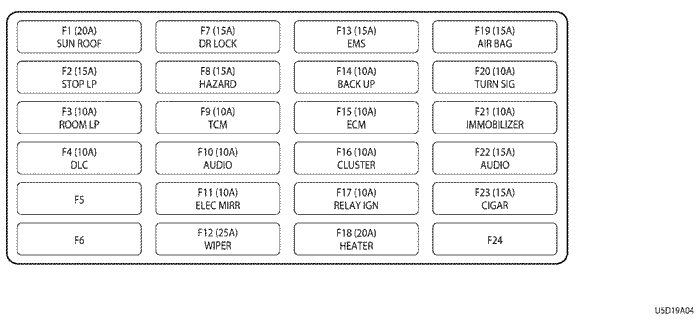 F1 (20A)
SUN ROOF
F7 (15A)
DR LOCK
F13 (15A)
EMS
F19 (15A)
AIR BAG
F2 (15A)
STOP LP
F8 (15A)
HAZARD
F14 (10A)
BACK UP
F20 (10A)
TURN SIG
F3 (10A)
ROOM LP
F9 (10A)
TCM
F15 (10A)
ECM
F21 (10A)
IMMOBILIZER
F4 (10A)
DLC
F10 (10A)
AUDIO
F16 (10A)
CLUSTER
F22 (15A)
AUDIO
F5
F11 (10A)
ELEC MIRR
F17 (10A)
RELAY IGN
F23 (15A)
CIGAR
F6
F12 (25A)
WIPER
F18 (20A)
HEATER
F24
U5D19A04